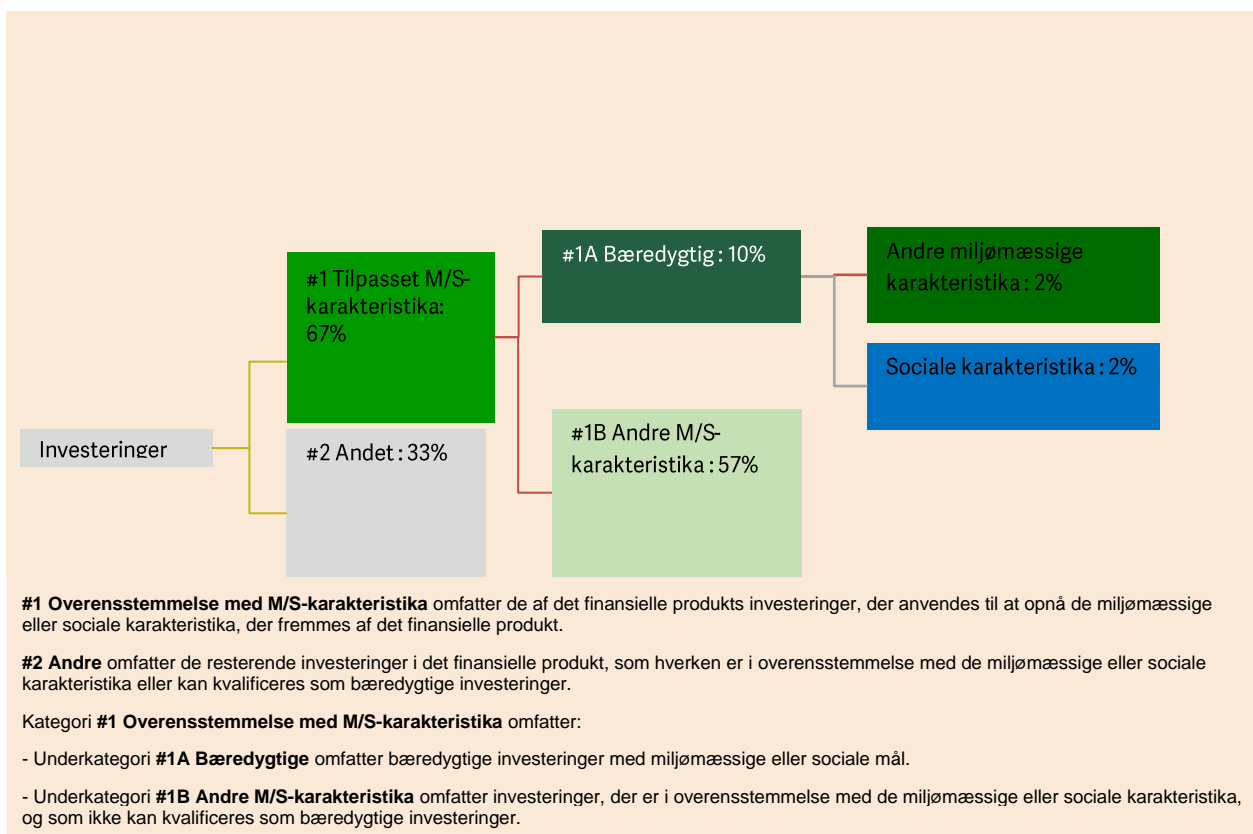 Investeringer
#1 Tilpasset M/S-
karakteristika:
67%
#2 Andet : 33%
#1A Bæredygtig : 10%
#1B Andre M/S-
karakteristika : 57%
Andre miljømæssige
karakteristika : 2%
Sociale karakteristika : 2%
#1 Overensstemmelse med M/S-karakteristika omfatter de af det finansielle produkts investeringer, der anvendes til at opnå de miljømæssige
eller sociale karakteristika, der fremmes af det finansielle produkt.
#2 Andre omfatter de resterende investeringer i det finansielle produkt, som hverken er i overensstemmelse med de miljømæssige eller sociale
karakteristika eller kan kvalificeres som bæredygtige investeringer.
Kategori #1 Overensstemmelse med M/S-karakteristika omfatter:
- Underkategori #1A Bæredygtige omfatter bæredygtige investeringer med miljømæssige eller sociale mål.
- Underkategori #1B Andre M/S-karakteristika omfatter investeringer, der er i overensstemmelse med de miljømæssige eller sociale karakteristika,
og som ikke kan kvalificeres som bæredygtige investeringer.